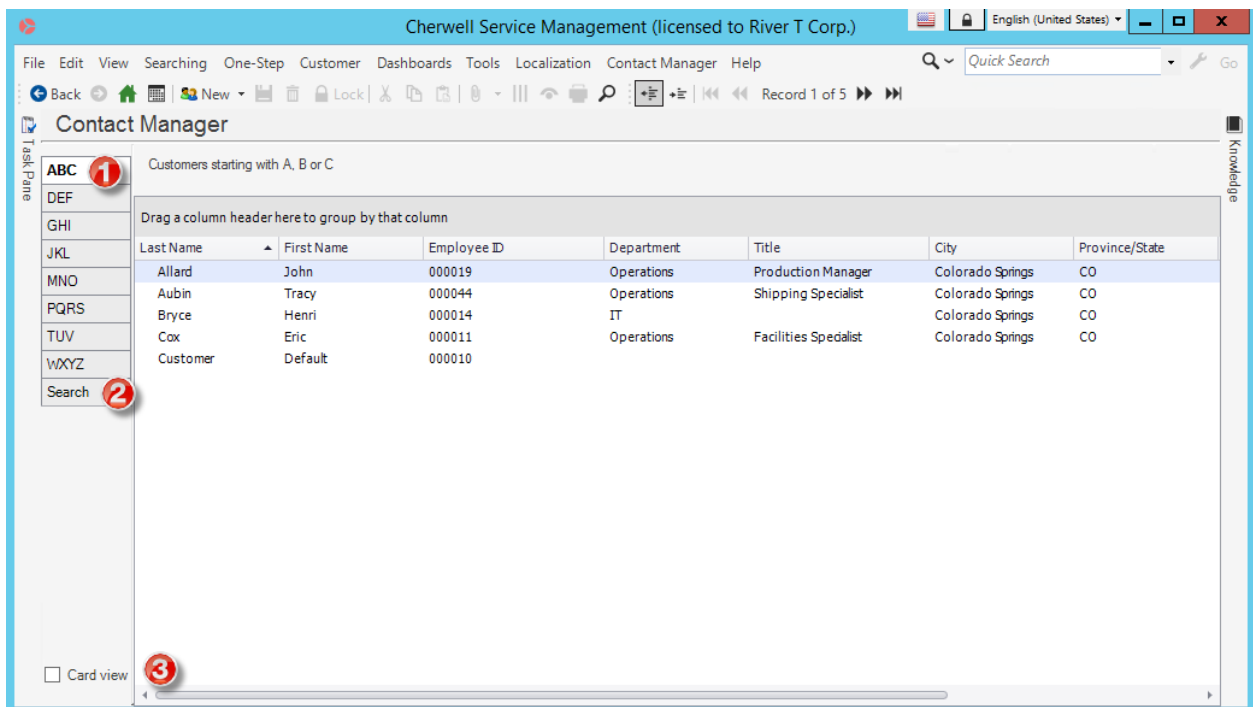 Cherwell Service Management (licensed to River T Corp.)
English (United States)
File Edit View Searching One-Step Customer Dashboards Tools Localization Contact Manager Help
Quick Search
Go
Back
New
Lock
Record 1 of 5
Contact Manager
Task Pane
Knowledge
ABC
1
Customers starting with A, B or C
DEF
GHI
JKL
MNO
PQRS
TUV
WXYZ
Search
2
Drag a column header here to group by that column
Last Name First Name Employee ID Department Title City Province/State
Allard John 000019 Operations Production Manager Colorado Springs CO
Aubin Tracy 000044 Operations Shipping Specialist Colorado Springs CO
Bryce Henri 000014 IT Colorado Springs CO
Cox Eric 000011 Operations Facilities Specialist Colorado Springs CO
Customer Default 000010
Card view
3